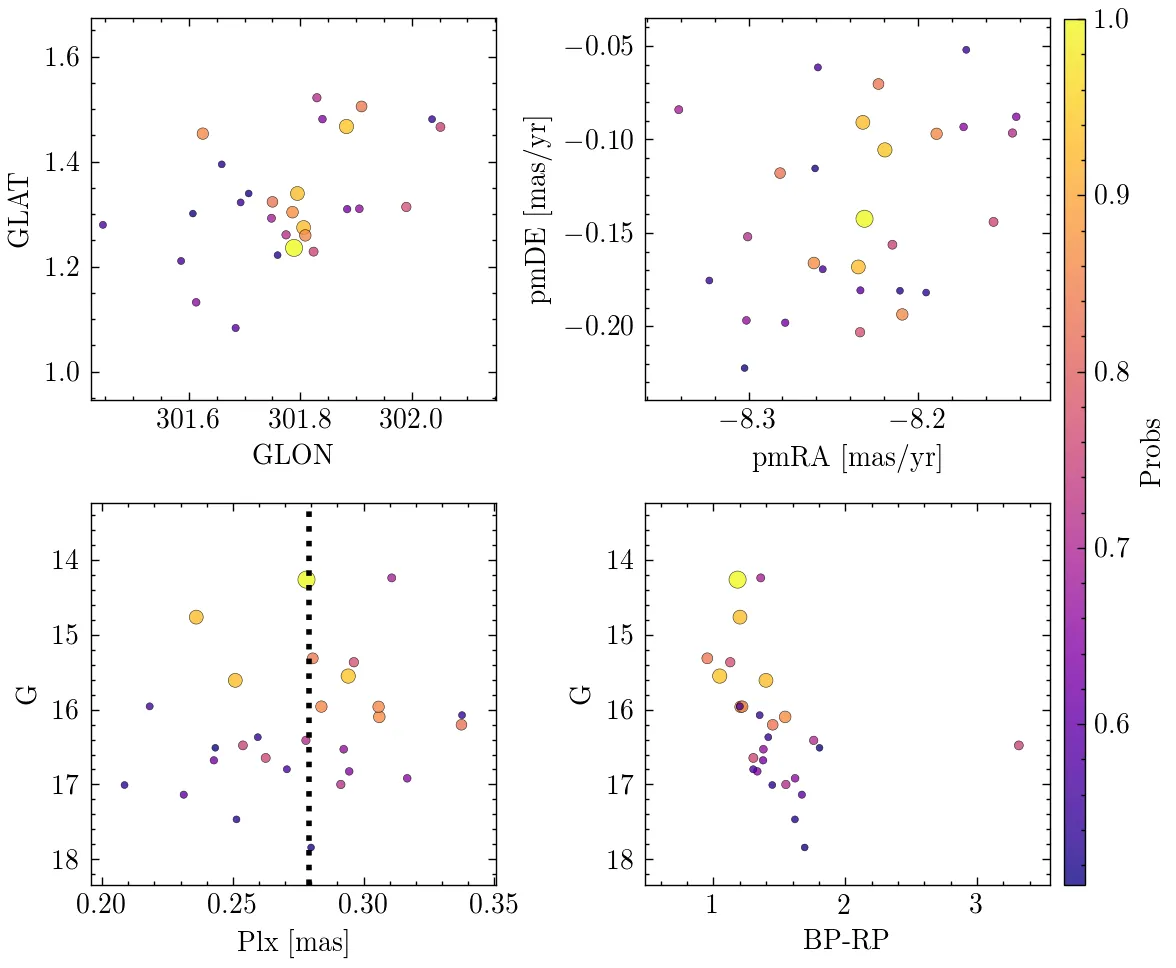 1.6
1.4
1.2
1.0
GLAT
301.6 301.8 302.0
GLON
−0.05
−0.10
−0.15
−0.20
pmDE [mas/yr]
−8.3 −8.2
pmRA [mas/yr]
1.0
0.9
0.8
0.7
0.6
Probs
14
15
16
17
18
G
0.20 0.25 0.30 0.35
Plx [mas]
14
15
16
17
18
G
1 2 3
BP-RP